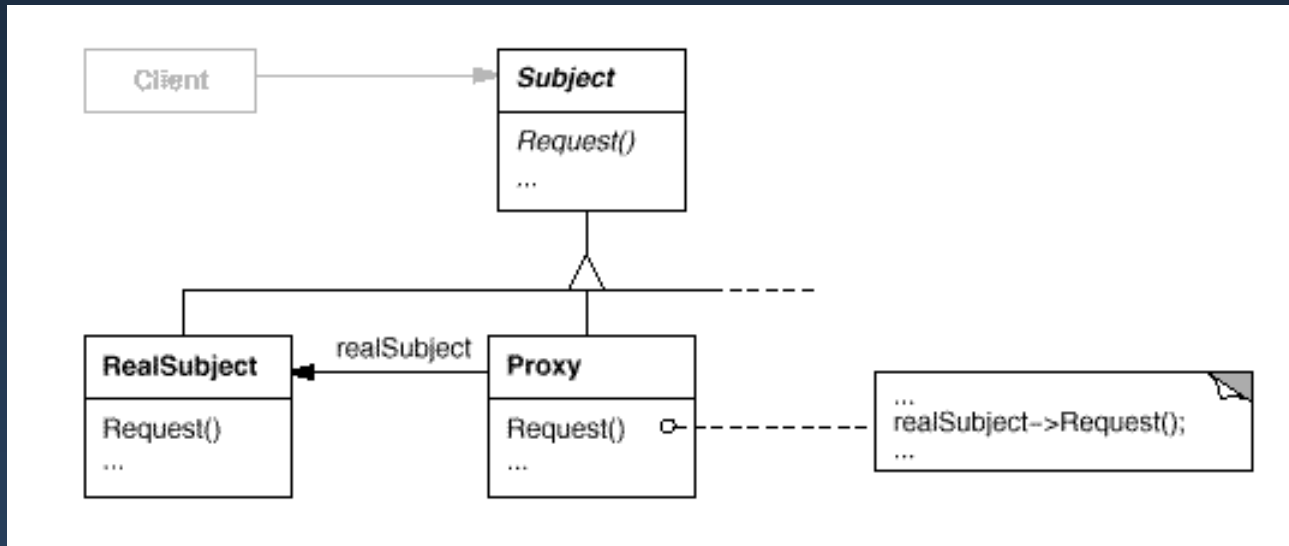 Client
Subject
Request()
...
realSubject
RealSubject
Request()
...
Proxy
Request()
...
...
realSubject->Request();
...